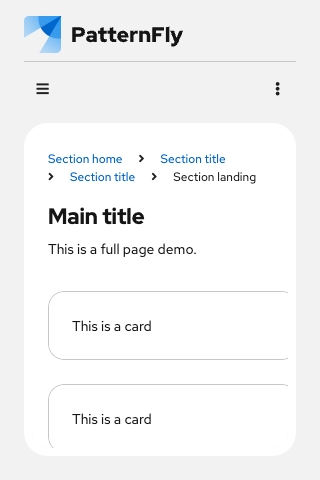 PatternFly
Section home Section title
Section title Section landing
Main title
This is a full page demo.
This is a card
This is a card